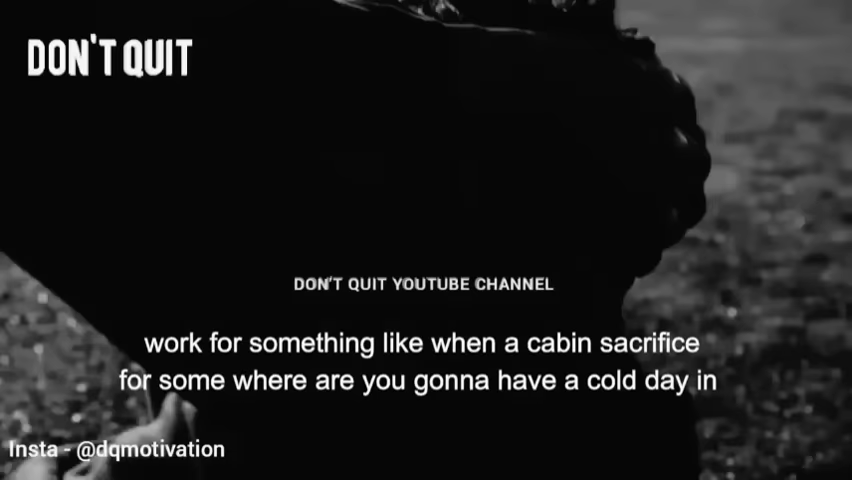 DON'T QUIT
DON'T QUIT YOUTUBE CHANNEL
work for something like when a cabin sacrifice
for some where are you gonna have a cold day in
Insta - @dqmotivation